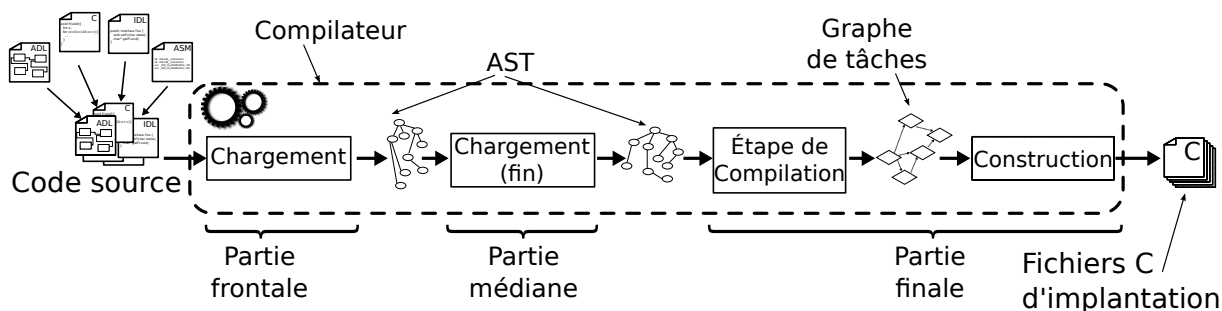 C
IDL
ADL
ASM
C
ADL
IDL
Code source
Compilateur
AST
Graphe
de tâches
Chargement
Chargement
(fin)
Étape de
Compilation
Construction
C
Partie
frontale
Partie
médiane
Partie
finale
Fichiers C
d'implantation